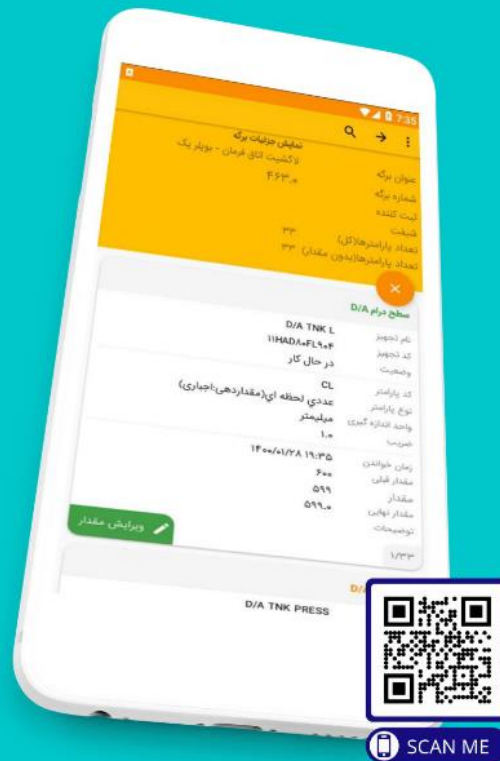 7:35
نمایش جزئیات برگه
عنوان برگه لاگشیت اتاق فرمان - بویلر یک
شماره برگه ۴۶۳.۰
ثبت کننده
شیفت
تعداد پارامترها(کل) ۳۳
تعداد پارامترها(بدون مقدار) ۳۳
سطح درام D/A
نام تجهیز D/A TNK L
کد تجهیز ۱۱HAD۸۰FL۹۰۴
وضعیت در حال کار
کد پارامتر CL
نوع پارامتر عددي لحظه اي(مقداردهی:اجباری)
واحد اندازه گیری میلیمتر
ضریب ۱.۰
زمان خواندن ۱۴۰۰/۰۱/۲۸ ۱۹:۳۵
مقدار قبلی ۶۰۰
مقدار ۵۹۹
مقدار نهایی ۵۹۹.۰
توضیحات
۱/۳۳
ویرایش مقدار
D/A TNK PRESS
SCAN ME